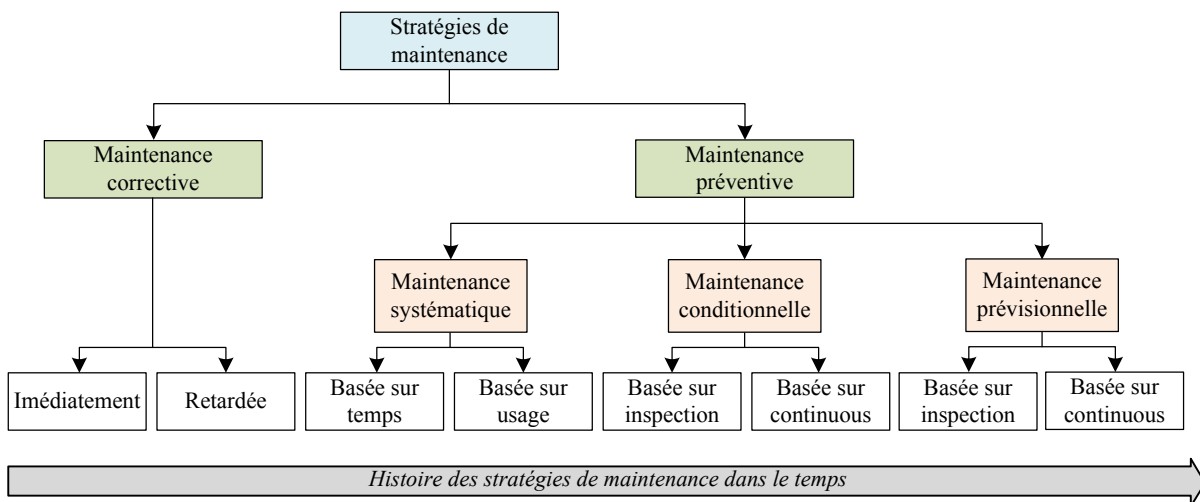 Stratégies de
maintenance
Maintenance
corrective
Maintenance
préventive
Maintenance
systématique
Maintenance
conditionnelle
Maintenance
prévisionnelle
Imédiatement
Retardée
Basée sur
temps
Basée sur
usage
Basée sur
inspection
Basée sur
continuous
Basée sur
inspection
Basée sur
continuous
Histoire des stratégies de maintenance dans le temps